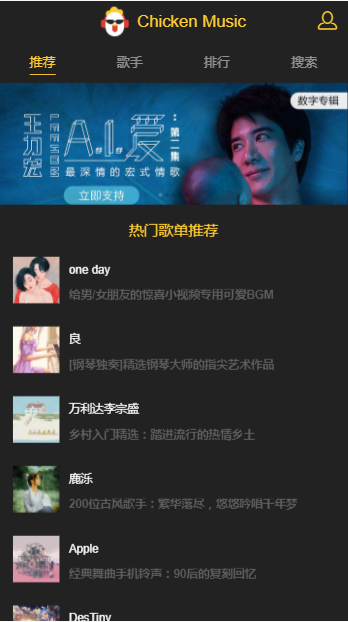 Chicken Music
推荐 歌手 排行 搜索
数字专辑
王力宏 A.I.爱：第二集
最深情的宏式情歌
立即支持
热门歌单推荐
one day
给男/女朋友的惊喜小视频专用可爱BGM
良
[钢琴独奏]精选钢琴大师的指尖艺术作品
万利达李宗盛
乡村入门精选：踏进流行的热情乡土
鹿泺
200位古风歌手：繁华落尽，悠悠吟唱千年梦
Apple
经典舞曲手机铃声：90后的复刻回忆
DesTiny